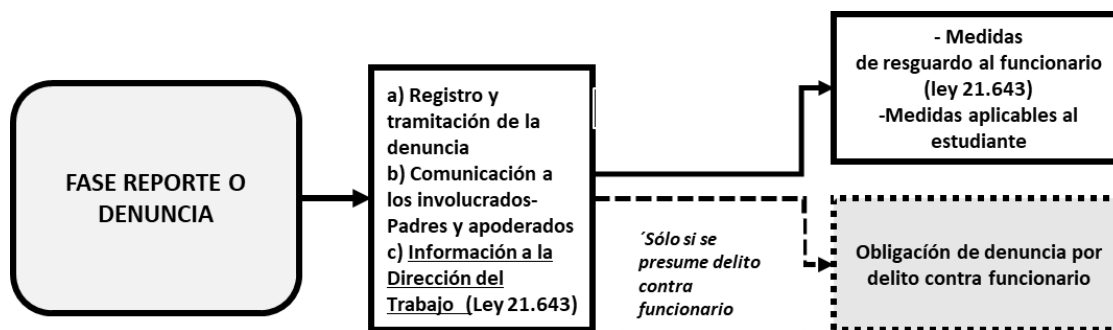 FASE REPORTE O
DENUNCIA
a) Registro y
tramitación de la
denuncia
b) Comunicación a
los involucrados-
Padres y apoderados
c) Información a la
Dirección del
Trabajo (Ley 21.643)
- Medidas
de resguardo al funcionario
(ley 21.643)
-Medidas aplicables al
estudiante
´Sólo si se
presume delito
contra
funcionario
Obligacíón de denuncia por
delito contra funcionario